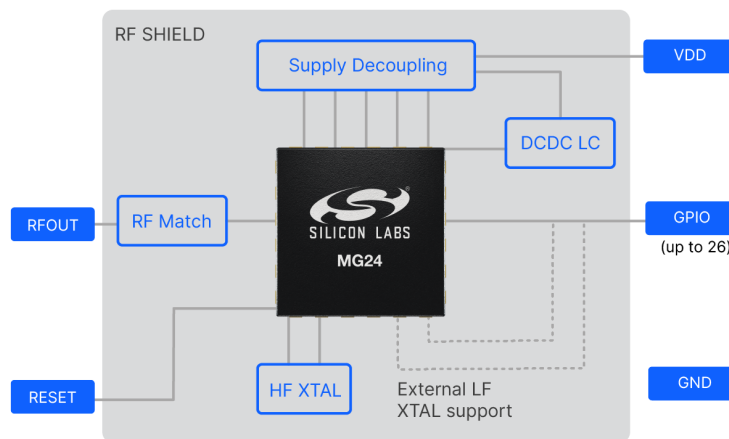 RF SHIELD
Supply Decoupling
VDD
DCDC LC
RFOUT
RF Match
SILICON LABS
MG24
GPIO
(up to 26)
RESET
HF XTAL
External LF
XTAL support
GND